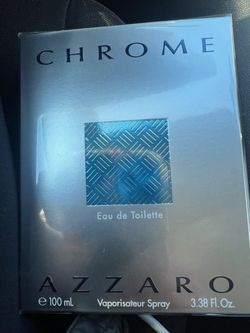 CHROME
Eau de Toilette
AZZARO
℮ 100 mL Vaporisateur Spray 3.38 Fl. Oz.